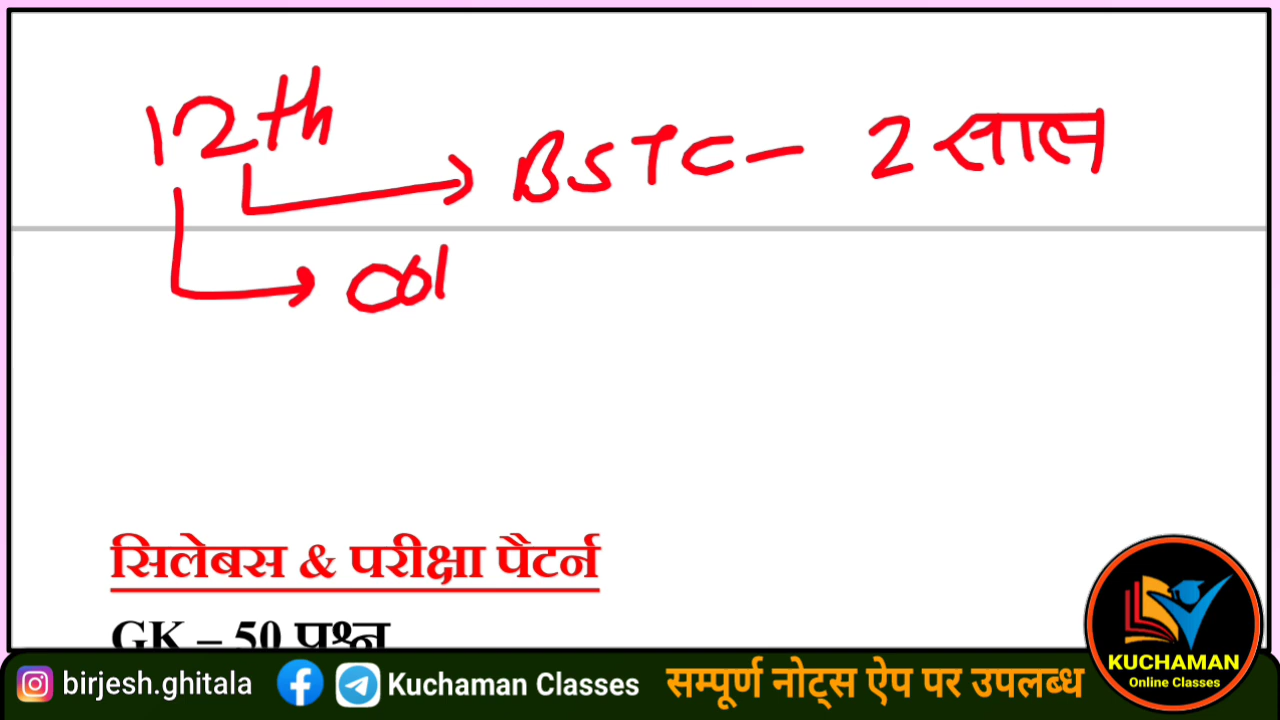 12th
BSTC - 2 साल
सिलेबस & परीक्षा पैटर्न
GK – 50 प्रश्न
birjesh.ghitala
Kuchaman Classes
सम्पूर्ण नोट्स ऐप पर उपलब्ध
KUCHAMAN
Online Classes